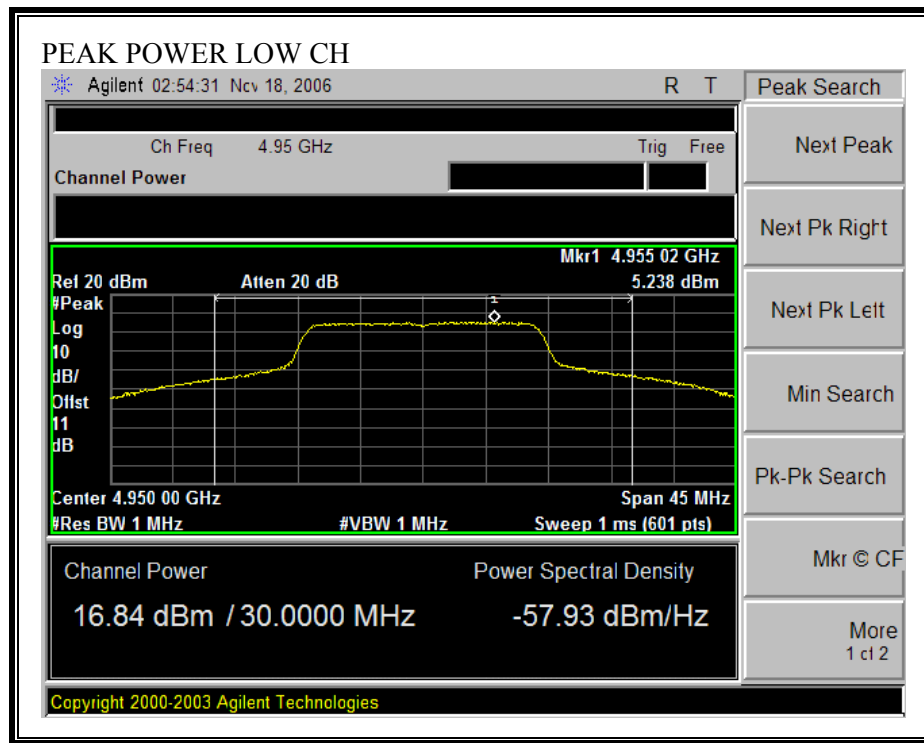 PEAK POWER LOW CH
Agilent 02:54:31 Nov 18, 2006 R T
Peak Search
Ch Freq 4.95 GHz Trig Free
Channel Power
Next Peak
Next Pk Right
Mkr1 4.955 02 GHz
Ref 20 dBm Atten 20 dB 5.238 dBm
#Peak
Log
10
dB/
Offst
11
dB
1
Next Pk Left
Min Search
Pk-Pk Search
Center 4.950 00 GHz Span 45 MHz
#Res BW 1 MHz #VBW 1 MHz Sweep 1 ms (601 pts)
Channel Power Power Spectral Density
16.84 dBm / 30.0000 MHz -57.93 dBm/Hz
Mkr © CF
More
1 of 2
Copyright 2000-2003 Agilent Technologies